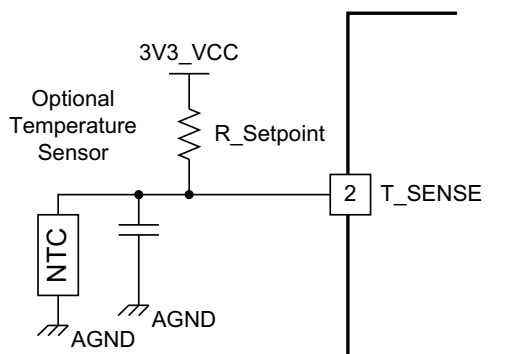 3V3_VCC
Optional
Temperature
Sensor
R_Setpoint
2
T_SENSE
NTC
AGND
AGND